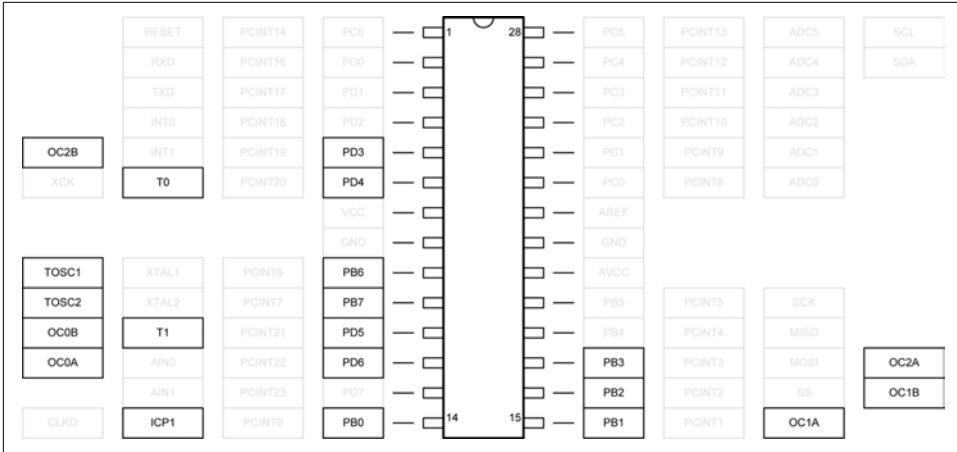 RESET PCINT14 PC6 1 28 PC5 PCINT13 ADC5 SCL
RXD PCINT16 PD0 PC4 PCINT12 ADC4 SDA
TXD PCINT17 PD1 PC3 PCINT11 ADC3
INT0 PCINT18 PD2 PC2 PCINT10 ADC2
OC2B INT1 PCINT19 PD3 PC1 PCINT9 ADC1
XCK T0 PCINT20 PD4 PC0 PCINT8 ADC0
VCC AREF
GND GND
TOSC1 XTAL1 PCINT6 PB6 AVCC
TOSC2 XTAL2 PCINT7 PB7 PB5 PCINT5 SCK
OC0B T1 PCINT21 PD5 PB4 PCINT4 MISO
OC0A AIN0 PCINT22 PD6 PB3 PCINT3 MOSI OC2A
AIN1 PCINT23 PD7 PB2 PCINT2 SS OC1B
CLKO ICP1 PCINT0 PB0 14 15 PB1 PCINT1 OC1A